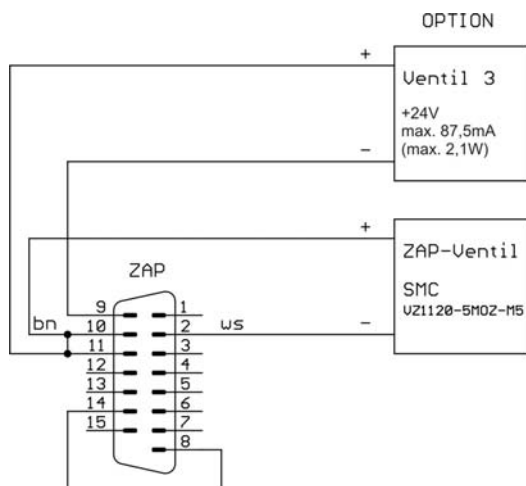 OPTION
+
Ventil 3
+24V
max. 87,5mA
(max. 2,1W)
–
+
ZAP-Ventil
SMC
VZ1120-5MOZ-M5
–
ZAP
bn
ws
9
1
10
2
11
3
12
4
13
5
14
6
15
7
8